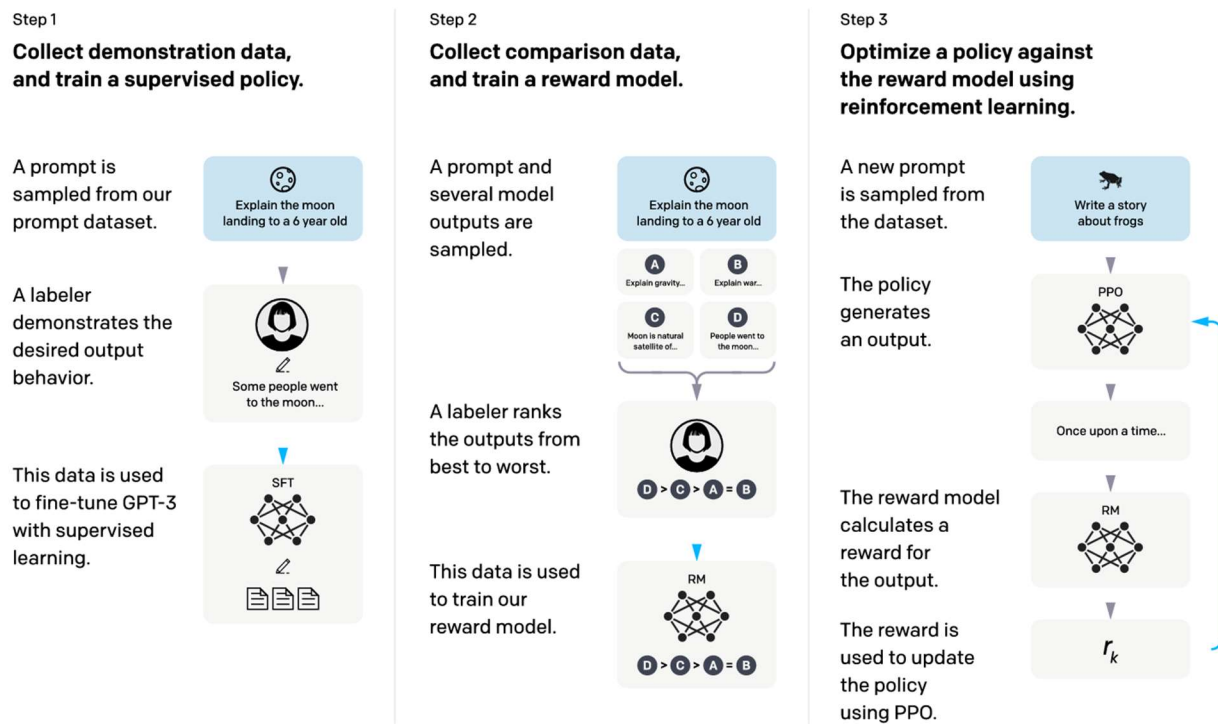 Step 1
Collect demonstration data,
and train a supervised policy.
A prompt is
sampled from our
prompt dataset.
Explain the moon
landing to a 6 year old
A labeler
demonstrates the
desired output
behavior.
Some people went
to the moon...
This data is used
to fine-tune GPT-3
with supervised
learning.
SFT
Step 2
Collect comparison data,
and train a reward model.
A prompt and
several model
outputs are
sampled.
Explain the moon
landing to a 6 year old
A
Explain gravity...
B
Explain war...
C
Moon is natural
satellite of...
D
People went to
the moon...
A labeler ranks
the outputs from
best to worst.
D > C > A = B
This data is used
to train our
reward model.
RM
D > C > A = B
Step 3
Optimize a policy against
the reward model using
reinforcement learning.
A new prompt
is sampled from
the dataset.
Write a story
about frogs
The policy
generates
an output.
PPO
Once upon a time...
The reward model
calculates a
reward for
the output.
RM
The reward is
used to update
the policy
using PPO.
r_k